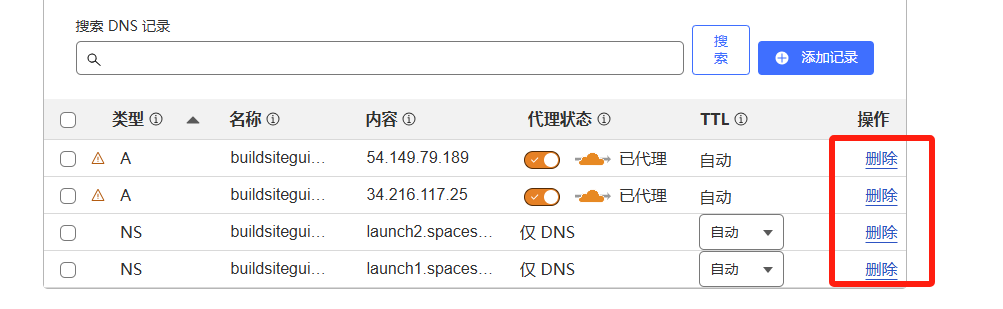 搜索 DNS 记录
搜
索
添加记录
类型 名称 内容 代理状态 TTL 操作
A buildsitegui... 54.149.79.189 已代理 自动 删除
A buildsitegui... 34.216.117.25 已代理 自动 删除
NS buildsitegui... launch2.spaces... 仅 DNS 自动 删除
NS buildsitegui... launch1.spaces... 仅 DNS 自动 删除